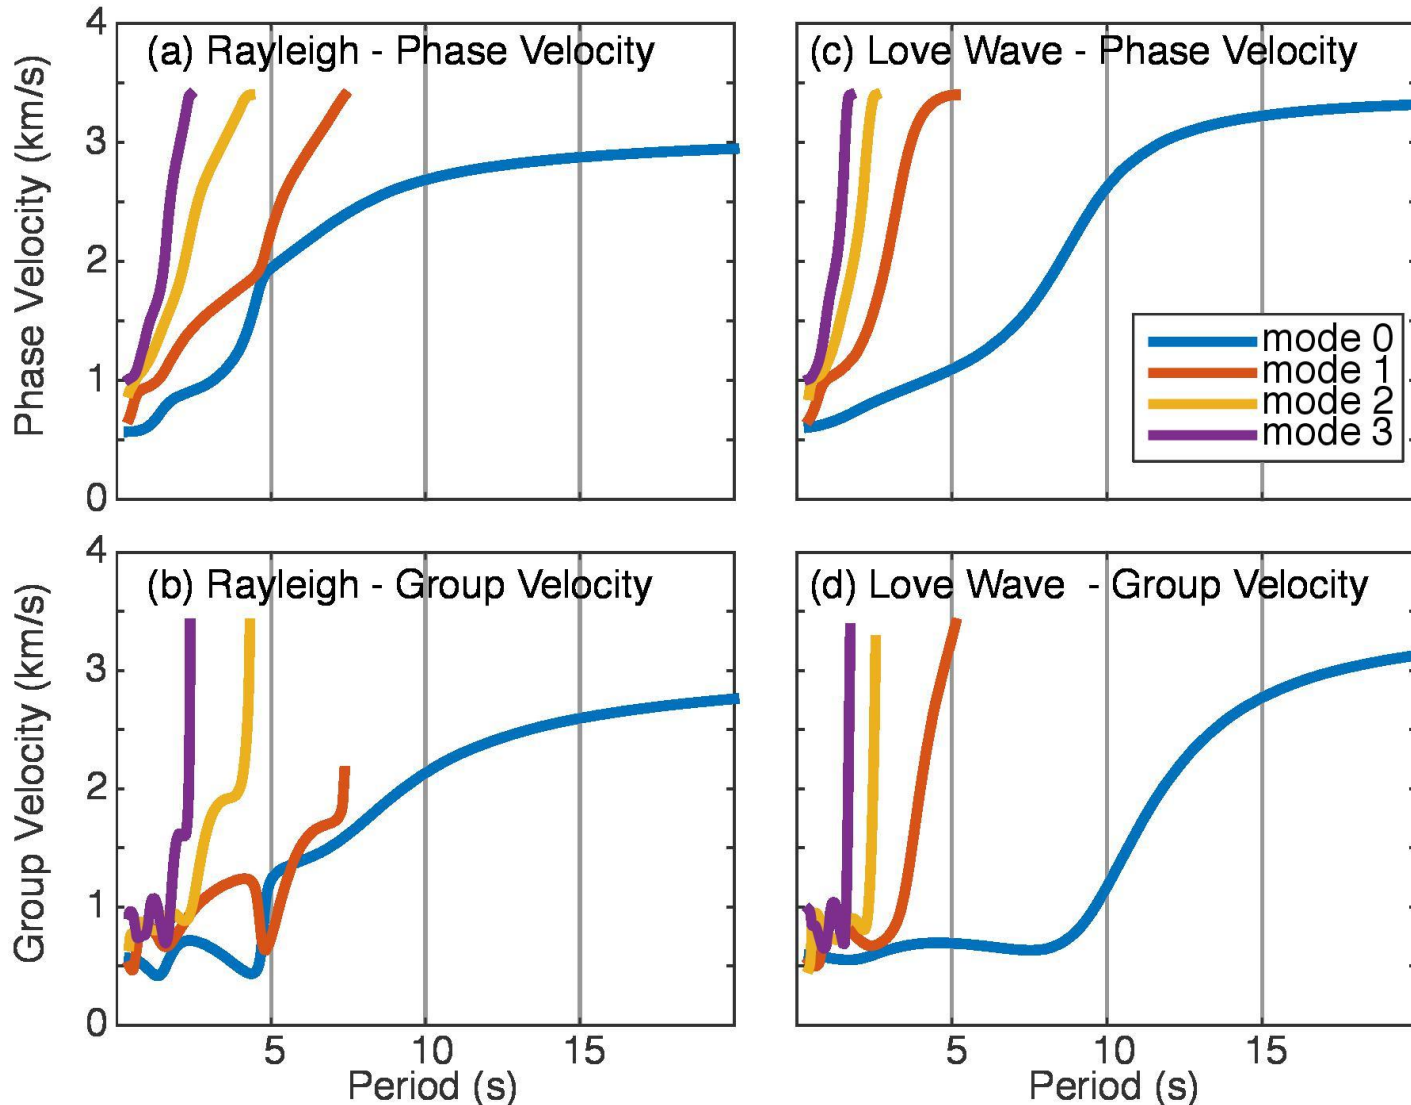 (a) Rayleigh - Phase Velocity
Phase Velocity (km/s)
4
3
2
1
0
(c) Love Wave - Phase Velocity
mode 0
mode 1
mode 2
mode 3
(b) Rayleigh - Group Velocity
Group Velocity (km/s)
4
3
2
1
0
5
10
15
Period (s)
(d) Love Wave - Group Velocity
5
10
15
Period (s)